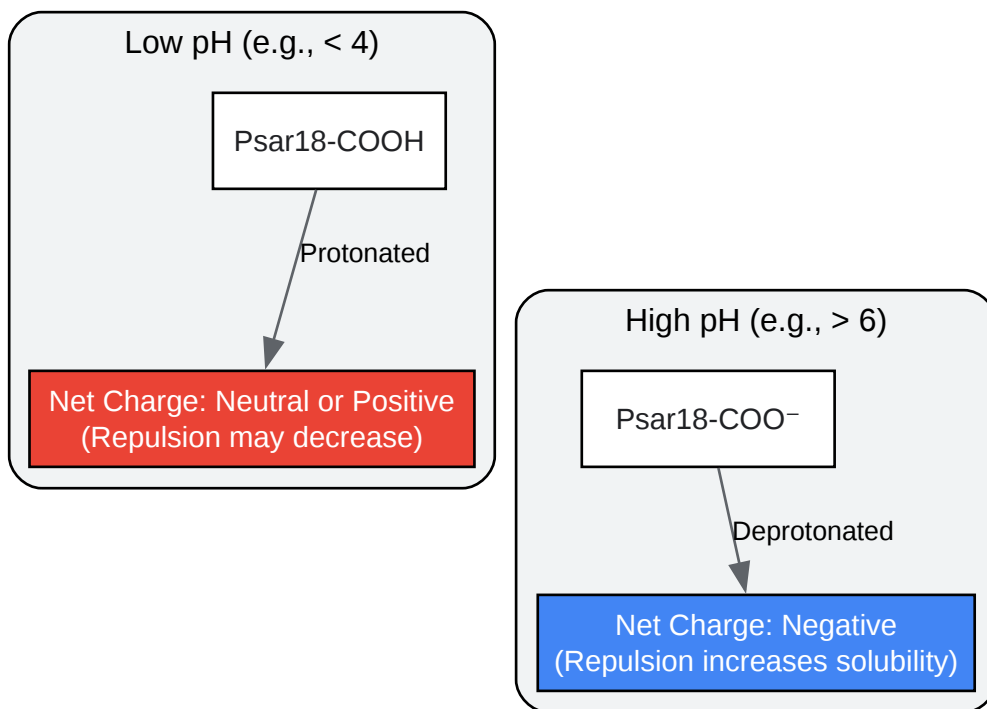 Low pH (e.g., < 4)
Psar18-COOH
Protonated
Net Charge: Neutral or Positive
(Repulsion may decrease)
High pH (e.g., > 6)
Psar18-COO⁻
Deprotonated
Net Charge: Negative
(Repulsion increases solubility)